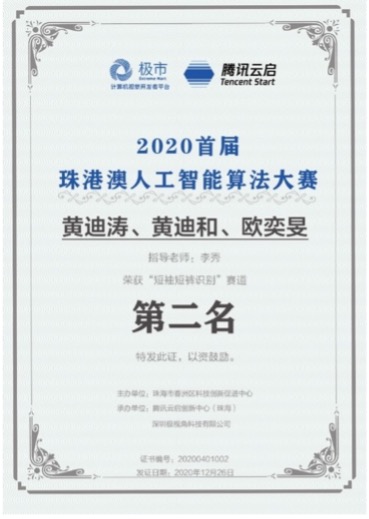 极市 腾讯云启
Extreme Mart Tencent Start
计算机视觉开发者平台
2020首届
珠港澳人工智能算法大赛
黄迪涛、黄迪和、欧奕旻
指导老师：李秀
荣获“短袖短裤识别”赛道
第二名
特发此证，以资鼓励。
主办单位：珠海市香洲区科技创新促进中心
承办单位：腾讯云启创新中心（珠海）
深圳极视角科技有限公司
证书编号：20200401002
发证日期：2020年12月26日